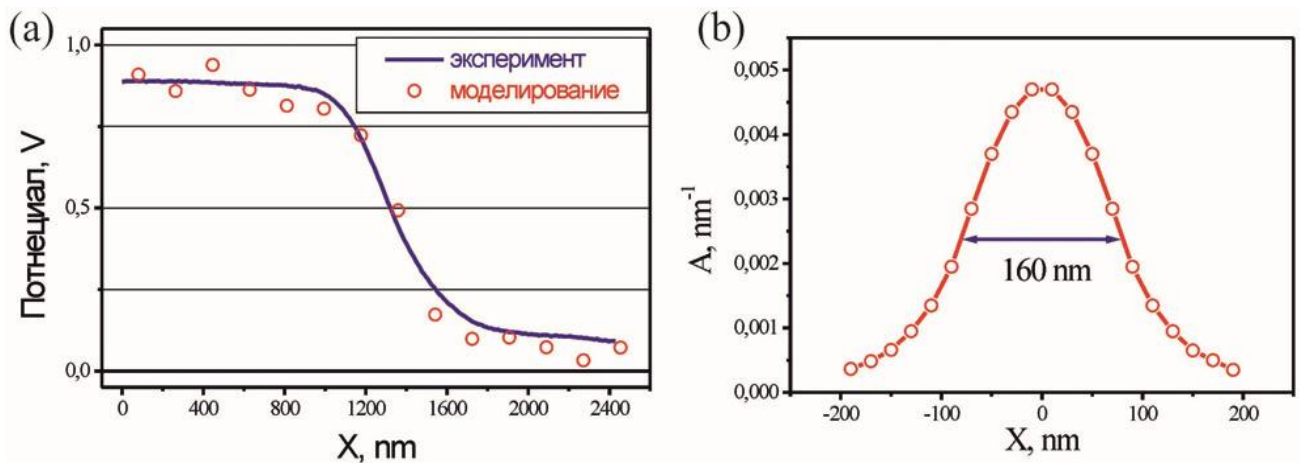 (a)
1,0
0,5
0,0
Потнециал, V
эксперимент
моделирование
0 400 800 1200 1600 2000 2400
X, nm
(b)
0,005
0,004
0,003
0,002
0,001
0,000
A, nm⁻¹
160 nm
-200 -100 0 100 200
X, nm